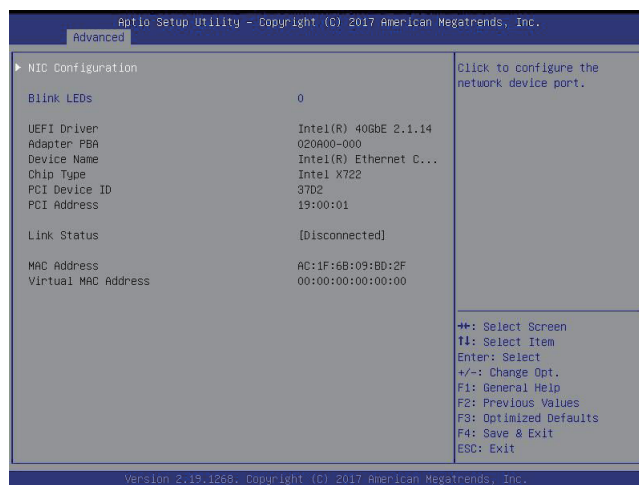 Aptio Setup Utility – Copyright (C) 2017 American Megatrends, Inc.
Advanced
▶ NIC Configuration
Blink LEDs 0
UEFI Driver Intel(R) 40GbE 2.1.14
Adapter PBA 020A00-000
Device Name Intel(R) Ethernet C...
Chip Type Intel X722
PCI Device ID 37D2
PCI Address 19:00:01
Link Status [Disconnected]
MAC Address AC:1F:6B:09:BD:2F
Virtual MAC Address 00:00:00:00:00:00
Click to configure the
network device port.
→←: Select Screen
↑↓: Select Item
Enter: Select
+/-: Change Opt.
F1: General Help
F2: Previous Values
F3: Optimized Defaults
F4: Save & Exit
ESC: Exit
Version 2.19.1268. Copyright (C) 2017 American Megatrends, Inc.